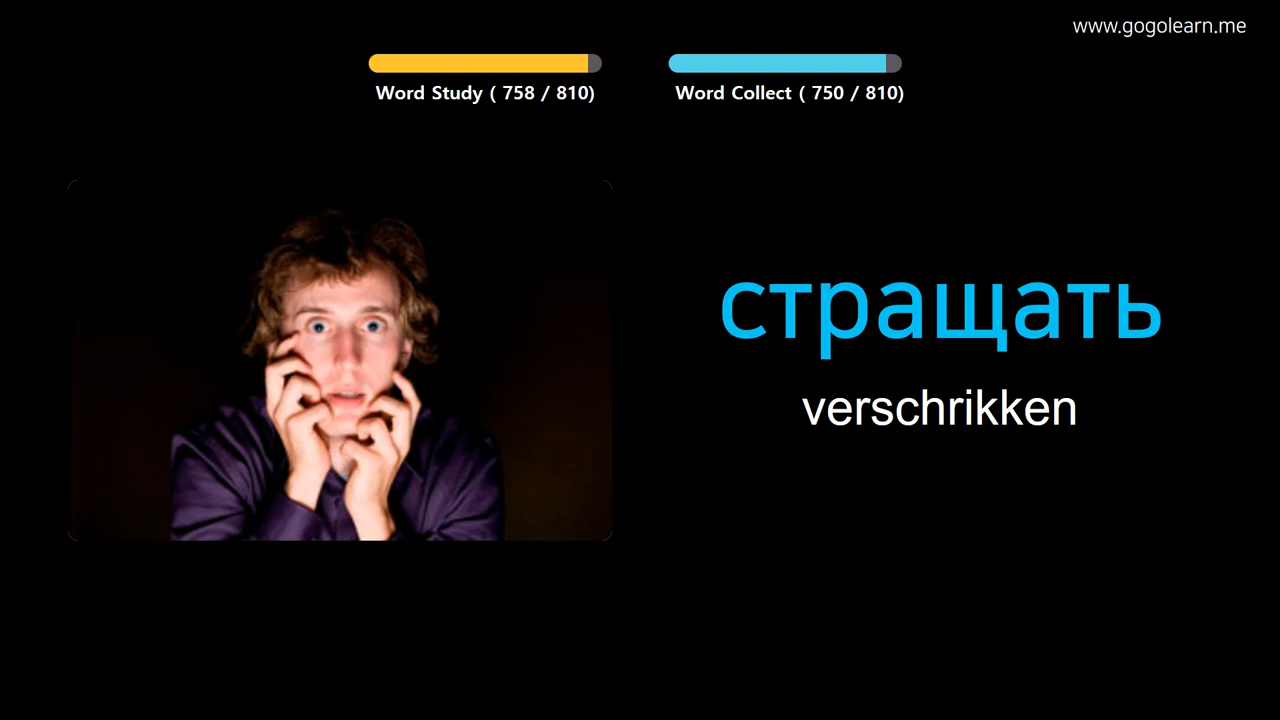 www.gogolearn.me
Word Study ( 758 / 810)
Word Collect ( 750 / 810)
стращать
verschrikken